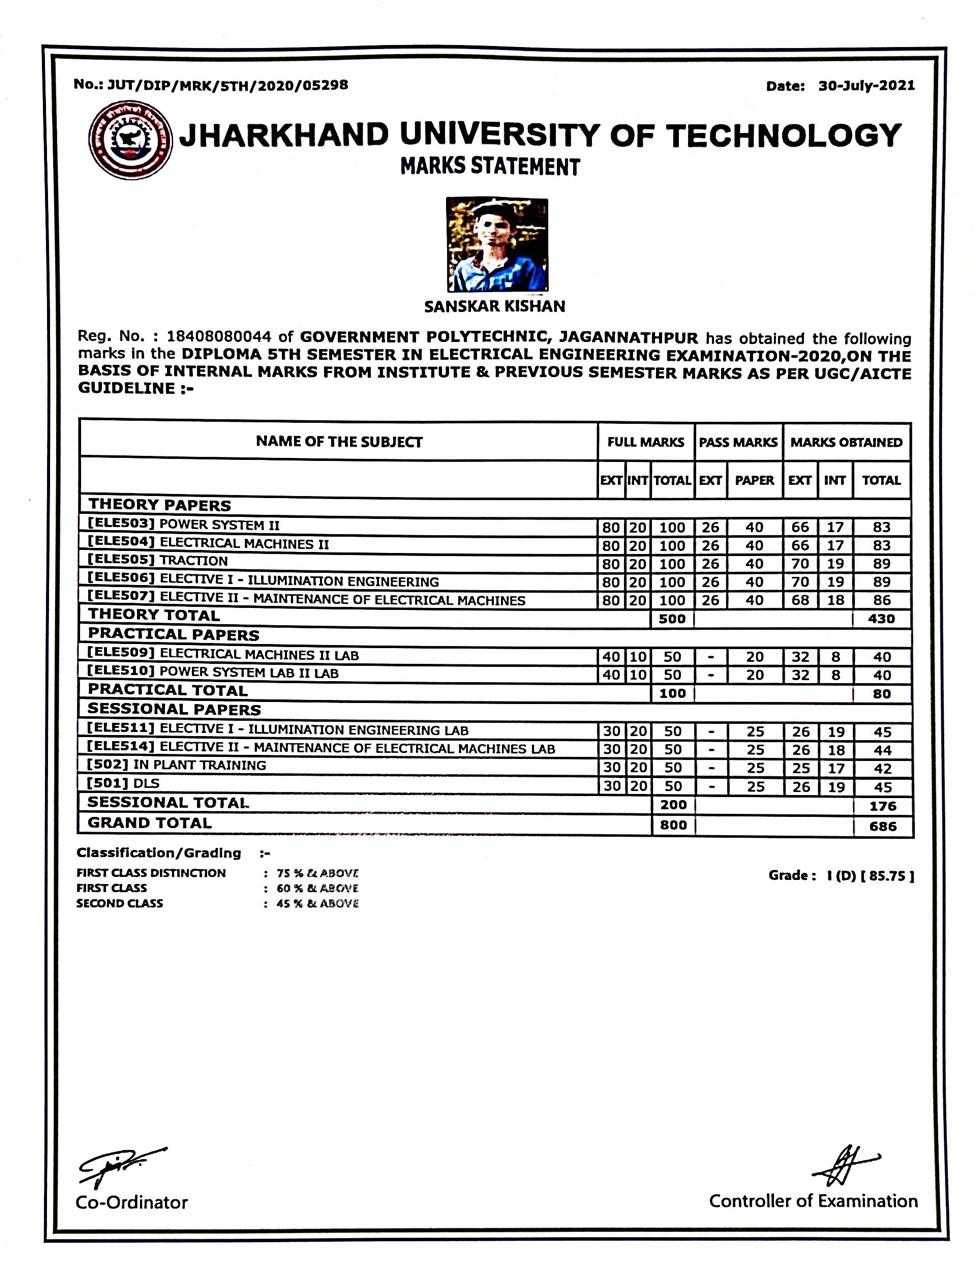 No.: JUT/DIP/MRK/5TH/2020/05298 Date: 30-July-2021
JHARKHAND UNIVERSITY OF TECHNOLOGY
MARKS STATEMENT
SANSKAR KISHAN
Reg. No. : 18408080044 of GOVERNMENT POLYTECHNIC, JAGANNATHPUR has obtained the following
marks in the DIPLOMA 5TH SEMESTER IN ELECTRICAL ENGINEERING EXAMINATION-2020,ON THE
BASIS OF INTERNAL MARKS FROM INSTITUTE & PREVIOUS SEMESTER MARKS AS PER UGC/AICTE
GUIDELINE :-
NAME OF THE SUBJECT FULL MARKS PASS MARKS MARKS OBTAINED
EXT INT TOTAL EXT PAPER EXT INT TOTAL
THEORY PAPERS
[ELE503] POWER SYSTEM II 80 20 100 26 40 66 17 83
[ELE504] ELECTRICAL MACHINES II 80 20 100 26 40 66 17 83
[ELE505] TRACTION 80 20 100 26 40 70 19 89
[ELE506] ELECTIVE I - ILLUMINATION ENGINEERING 80 20 100 26 40 70 19 89
[ELE507] ELECTIVE II - MAINTENANCE OF ELECTRICAL MACHINES 80 20 100 26 40 68 18 86
THEORY TOTAL 500 430
PRACTICAL PAPERS
[ELE509] ELECTRICAL MACHINES II LAB 40 10 50 - 20 32 8 40
[ELE510] POWER SYSTEM LAB II LAB 40 10 50 - 20 32 8 40
PRACTICAL TOTAL 100 80
SESSIONAL PAPERS
[ELE511] ELECTIVE I - ILLUMINATION ENGINEERING LAB 30 20 50 - 25 26 19 45
[ELE514] ELECTIVE II - MAINTENANCE OF ELECTRICAL MACHINES LAB 30 20 50 - 25 26 18 44
[502] IN PLANT TRAINING 30 20 50 - 25 25 17 42
[501] DLS 30 20 50 - 25 26 19 45
SESSIONAL TOTAL 200 176
GRAND TOTAL 800 686
Classification/Grading :-
FIRST CLASS DISTINCTION : 75 % & ABOVE Grade : I (D) [ 85.75 ]
FIRST CLASS : 60 % & ABOVE
SECOND CLASS : 45 % & ABOVE
Co-Ordinator Controller of Examination